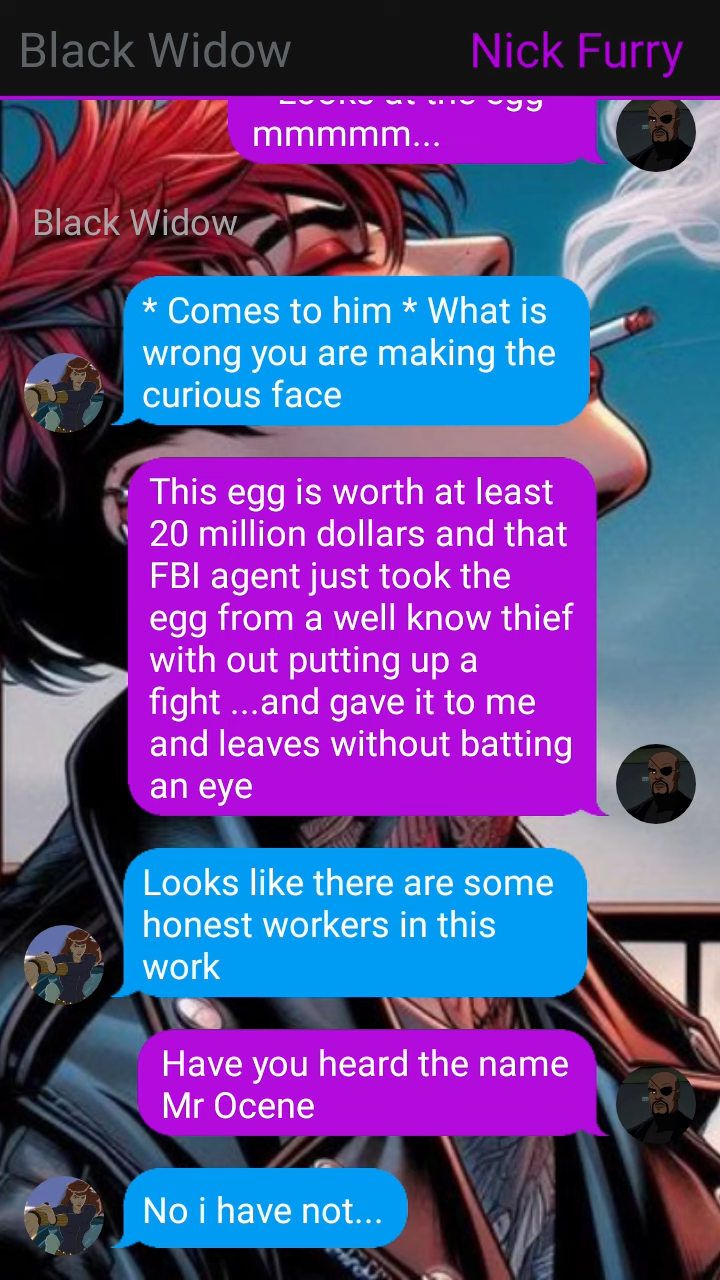 Black Widow
Nick Furry
Looks at the egg
mmmmm...
Black Widow
* Comes to him * What is
wrong you are making the
curious face
This egg is worth at least
20 million dollars and that
FBI agent just took the
egg from a well know thief
with out putting up a
fight ...and gave it to me
and leaves without batting
an eye
Looks like there are some
honest workers in this
work
Have you heard the name
Mr Ocene
No i have not...